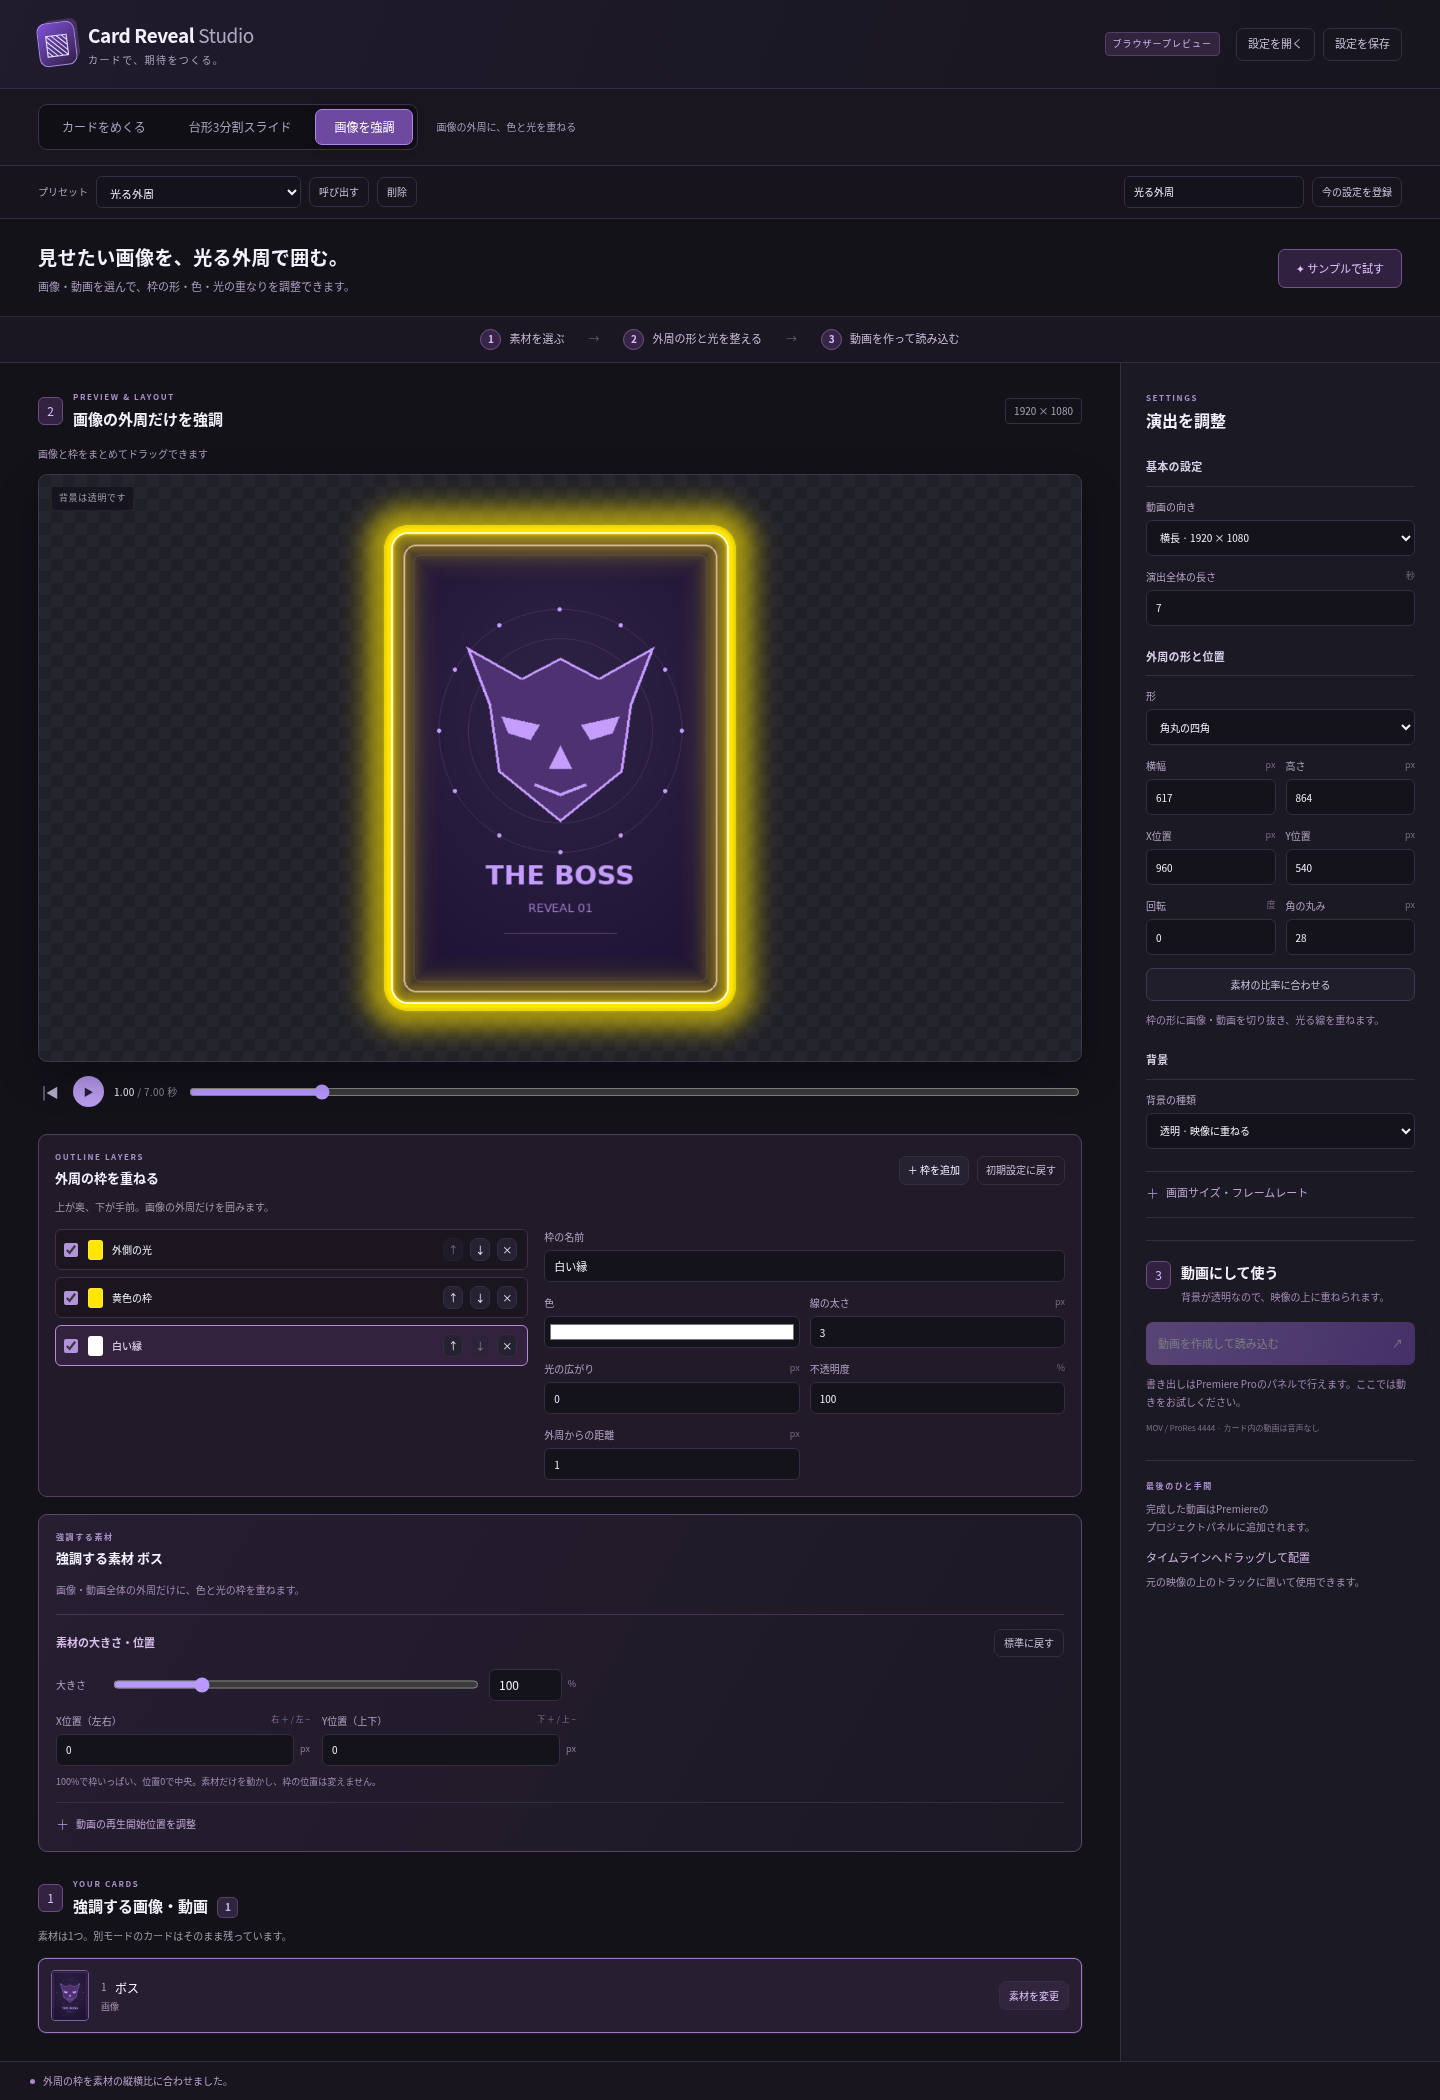 Card Reveal Studio
カードで、期待をつくる。
ブラウザープレビュー
設定を開く
設定を保存
カードをめくる
台形3分割スライド
画像を強調
画像の外周に、色と光を重ねる
プリセット
光る外周
呼び出す
削除
光る外周
今の設定を登録
見せたい画像を、光る外周で囲む。
画像・動画を選んで、枠の形・色・光の重なりを調整できます。
✦ サンプルで試す
1 素材を選ぶ → 2 外周の形と光を整える → 3 動画を作って読み込む
2
PREVIEW & LAYOUT
画像の外周だけを強調
1920 × 1080
画像と枠をまとめてドラッグできます
背景は透明です
THE BOSS
REVEAL 01
1.00 / 7.00 秒
OUTLINE LAYERS
外周の枠を重ねる
＋ 枠を追加
初期設定に戻す
上が奥、下が手前。画像の外周だけを囲みます。
外側の光
↑ ↓ ×
黄色の枠
↑ ↓ ×
白い縁
↑ ↓ ×
枠の名前
白い縁
色
線の太さ px
3
光の広がり px
0
不透明度 %
100
外周からの距離 px
1
強調する素材
強調する素材 ボス
画像・動画全体の外周だけに、色と光の枠を重ねます。
素材の大きさ・位置
標準に戻す
大きさ
100 %
X位置（左右） 右＋/左−
0 px
Y位置（上下） 下＋/上−
0 px
100%で枠いっぱい、位置0で中央。素材だけを動かし、枠の位置は変えません。
＋ 動画の再生開始位置を調整
1
YOUR CARDS
強調する画像・動画 1
素材は1つ。別モードのカードはそのまま残っています。
THE BOSS
1 ボス
画像
素材を変更
SETTINGS
演出を調整
基本の設定
動画の向き
横長 · 1920 × 1080
演出全体の長さ 秒
7
外周の形と位置
形
角丸の四角
横幅 px
617
高さ px
864
X位置 px
960
Y位置 px
540
回転 度
0
角の丸み px
28
素材の比率に合わせる
枠の形に画像・動画を切り抜き、光る線を重ねます。
背景
背景の種類
透明 · 映像に重ねる
＋ 画面サイズ・フレームレート
3
動画にして使う
背景が透明なので、映像の上に重ねられます。
動画を作成して読み込む ↗
書き出しはPremiere Proのパネルで行えます。ここでは動
きをお試しください。
MOV / ProRes 4444 · カード内の動画は音声なし
最後のひと手間
完成した動画はPremiereの
プロジェクトパネルに追加されます。
タイムラインへドラッグして配置
元の映像の上のトラックに置いて使用できます。
外周の枠を素材の縦横比に合わせました。